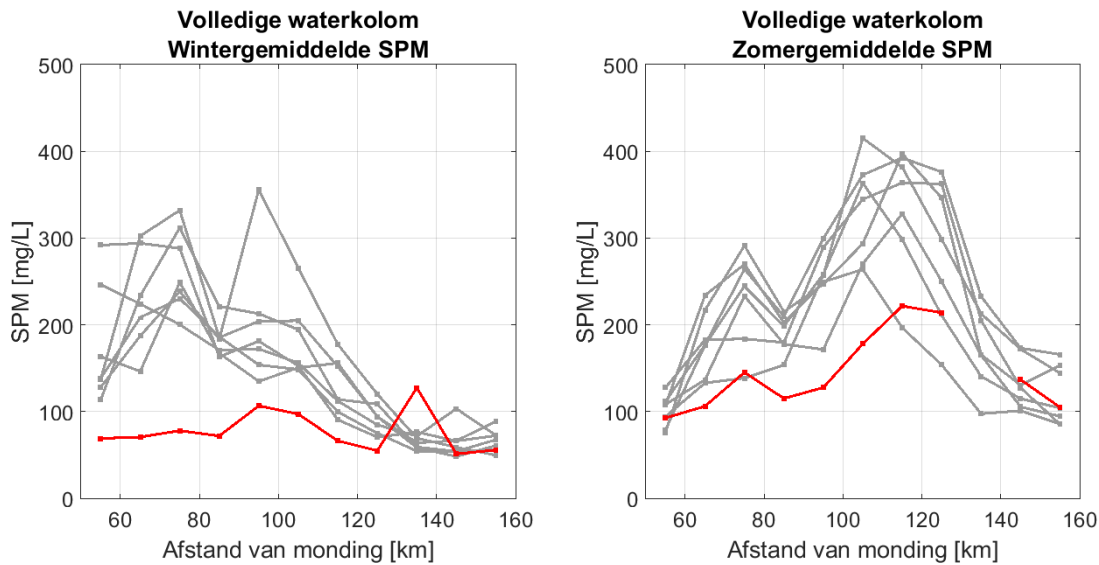 Volledige waterkolom
Wintergemiddelde SPM
500
400
300
200
100
0
SPM [mg/L]
60 80 100 120 140 160
Afstand van monding [km]
Volledige waterkolom
Zomergemiddelde SPM
500
400
300
200
100
0
SPM [mg/L]
60 80 100 120 140 160
Afstand van monding [km]